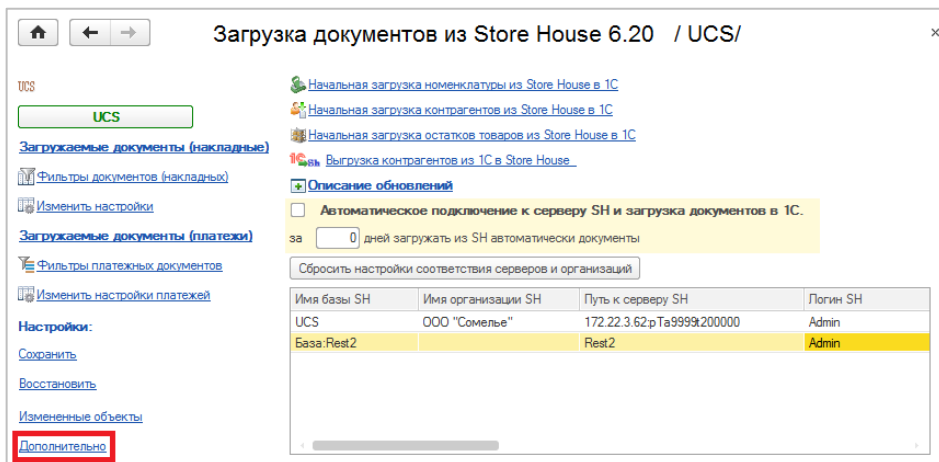 Загрузка документов из Store House 6.20 / UCS/
UCS
UCS
Загружаемые документы (накладные)
Фильтры документов (накладных)
Изменить настройки
Загружаемые документы (платежи)
Фильтры платежных документов
Изменить настройки платежей
Настройки:
Сохранить
Восстановить
Измененные объекты
Дополнительно
Начальная загрузка номенклатуры из Store House в 1С
Начальная загрузка контрагентов из Store House в 1С
Начальная загрузка остатков товаров из Store House в 1С
Выгрузка контрагентов из 1С в Store House
Описание обновлений
Автоматическое подключение к серверу SH и загрузка документов в 1С.
за 0 дней загружать из SH автоматически документы
Сбросить настройки соответствия серверов и организаций
Имя базы SH Имя организации SH Путь к серверу SH Логин SH
UCS ООО "Сомелье" 172.22.3.62:pTa9999t200000 Admin
База:Rest2 Rest2 Admin